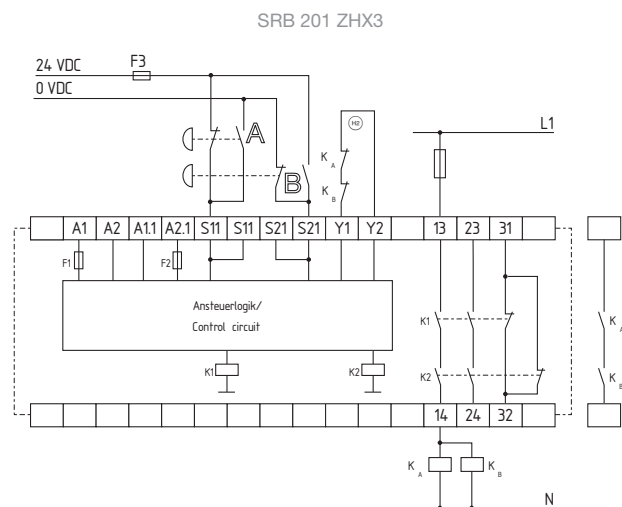 SRB 201 ZHX3
24 VDC
F3
0 VDC
A
H2
L1
K A
B
K B
A1 A2 A1.1 A2.1 S11 S11 S21 S21 Y1 Y2 13 23 31
F1
F2
Ansteuerlogik/
Control circuit
K1
K A
K1
K2
K2
K B
14 24 32
K A
K B
N